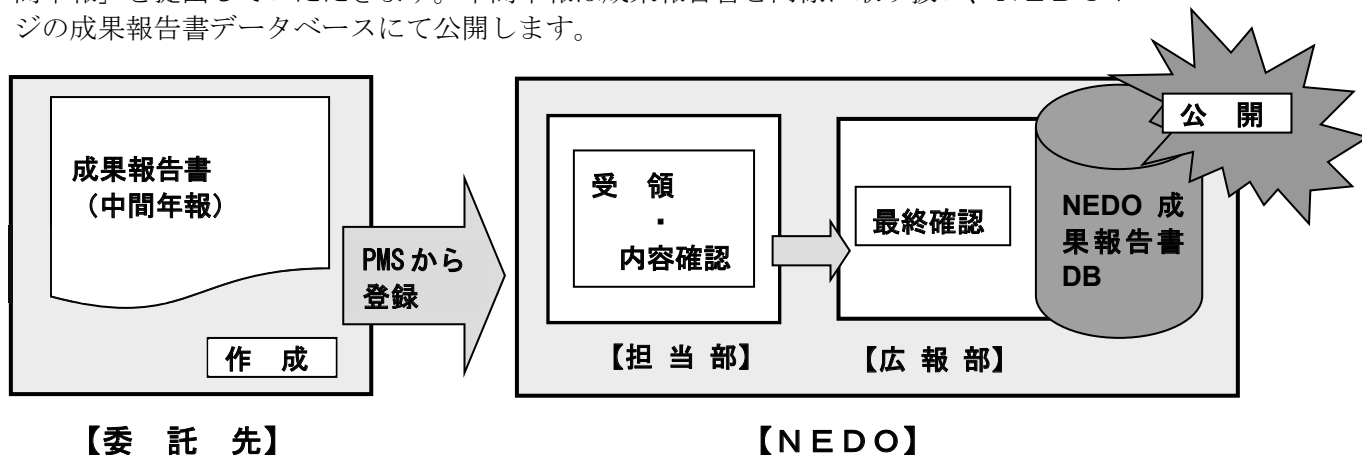 ジの成果報告書データベースにて公開します。
公 開
成果報告書
（中間年報）
受 領
・
内容確認
最終確認
NEDO 成
果報告書
DB
PMSから
登録
作 成
【担 当 部】
【広 報 部】
【委 託 先】
【ＮＥＤＯ】